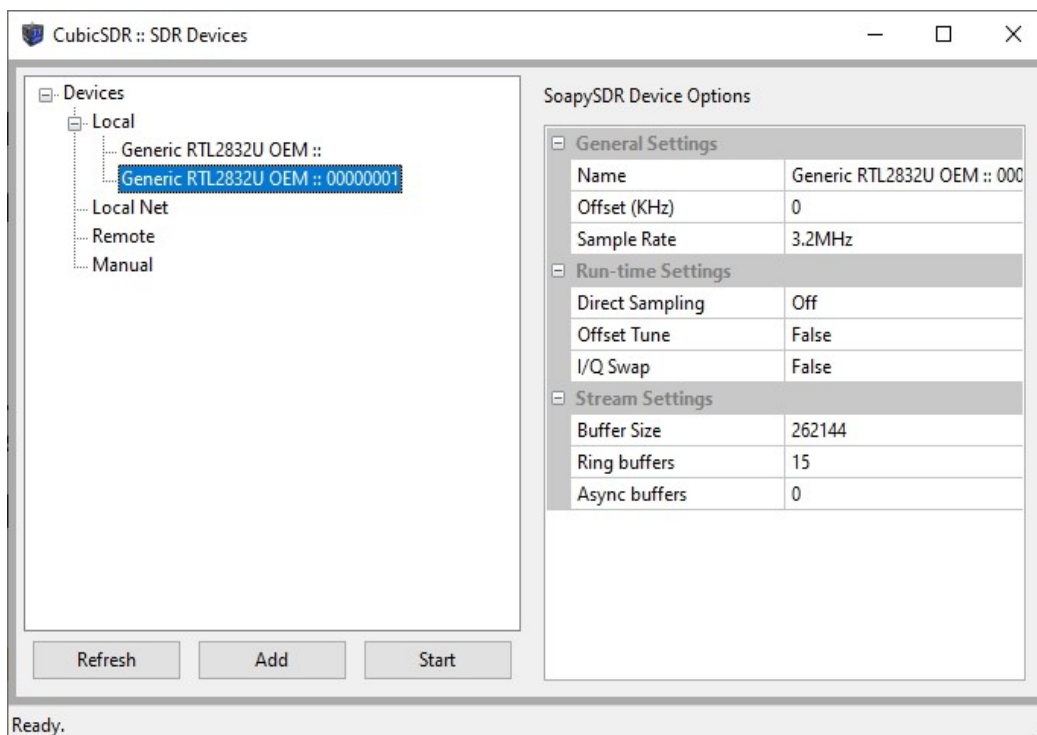 CubicSDR :: SDR Devices
Devices
Local
Generic RTL2832U OEM ::
Generic RTL2832U OEM :: 00000001
Local Net
Remote
Manual
Refresh Add Start
SoapySDR Device Options
General Settings
Name Generic RTL2832U OEM :: 000
Offset (KHz) 0
Sample Rate 3.2MHz
Run-time Settings
Direct Sampling Off
Offset Tune False
I/Q Swap False
Stream Settings
Buffer Size 262144
Ring buffers 15
Async buffers 0
Ready.